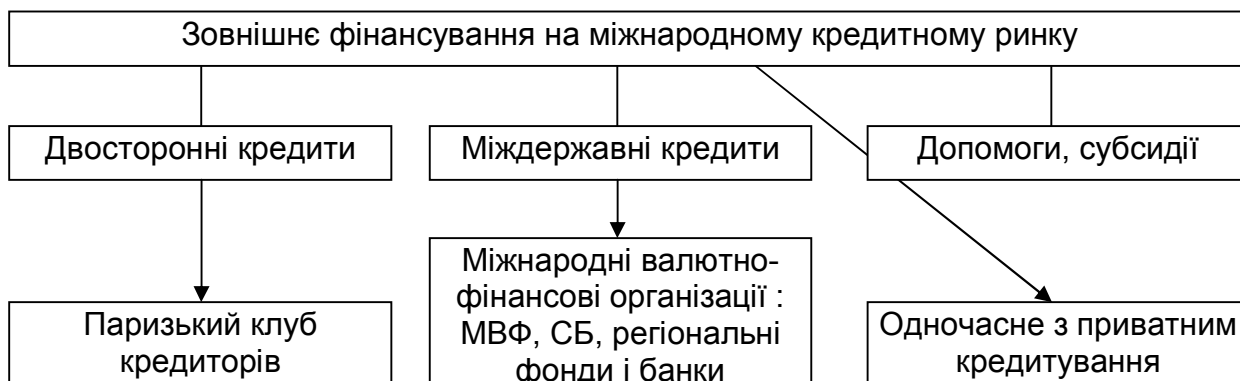 Зовнішнє фінансування на міжнародному кредитному ринку
Двосторонні кредити
Міждержавні кредити
Допомоги, субсидії
Паризький клуб
кредиторів
Міжнародні валютно-
фінансові організації :
МВФ, СБ, регіональні
фонди і банки
Одночасне з приватним
кредитування